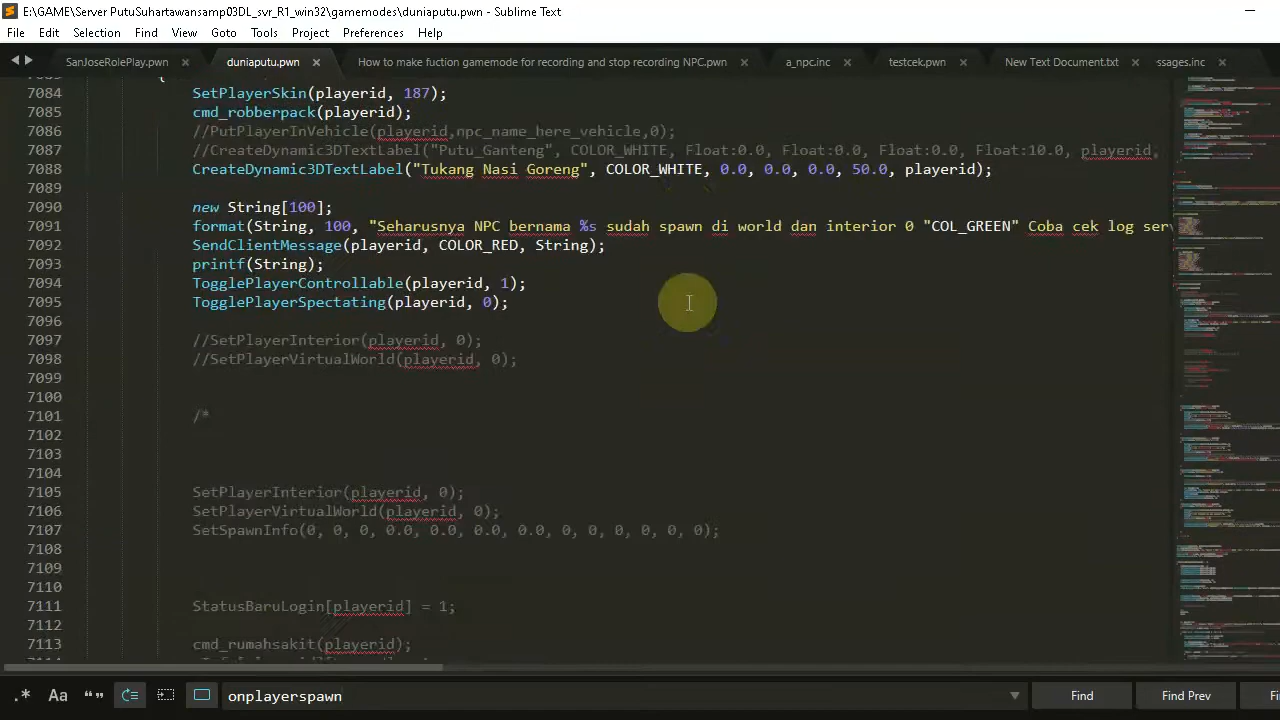 E:\GAME\Server PutuSuhartawansamp03DL_svr_R1_win32\gamemodes\duniaputu.pwn - Sublime Text
File Edit Selection Find View Goto Tools Project Preferences Help
SanJoseRolePlay.pwn duniaputu.pwn How to make fuction gamemode for recording and stop recording NPC.pwn a_npc.inc testcek.pwn New Text Document.txt ssages.inc
7084 SetPlayerSkin(playerid, 187);
7085 cmd_robberpack(playerid);
7086 //PutPlayerInVehicle(playerid,npc_name_here_vehicle,0);
7087 //CreateDynamic3DTextLabel("Putu_Ganteng", COLOR_WHITE, Float:0.0, Float:0.0, Float:0.0, Float:10.0, playerid,
7088 CreateDynamic3DTextLabel("Tukang Nasi Goreng", COLOR_WHITE, 0.0, 0.0, 0.0, 50.0, playerid);
7089
7090 new String[100];
7091 format(String, 100, "Seharusnya NPC bernama %s sudah spawn di world dan interior 0 "COL_GREEN" Coba cek log serv
7092 SendClientMessage(playerid, COLOR_RED, String);
7093 printf(String);
7094 TogglePlayerControllable(playerid, 1);
7095 TogglePlayerSpectating(playerid, 0);
7096
7097 //SetPlayerInterior(playerid, 0);
7098 //SetPlayerVirtualWorld(playerid, 0);
7099
7100
7101 /*
7102
7103
7104
7105 SetPlayerInterior(playerid, 0);
7106 SetPlayerVirtualWorld(playerid, 0);
7107 SetSpawnInfo(0, 0, 0, 0.0, 0.0, 0.0, 0.0, 0, 0, 0, 0, 0, 0);
7108
7109
7110
7111 StatusBaruLogin[playerid] = 1;
7112
7113 cmd_rumahsakit(playerid);
.* Aa “” onplayerspawn Find Find Prev Fi